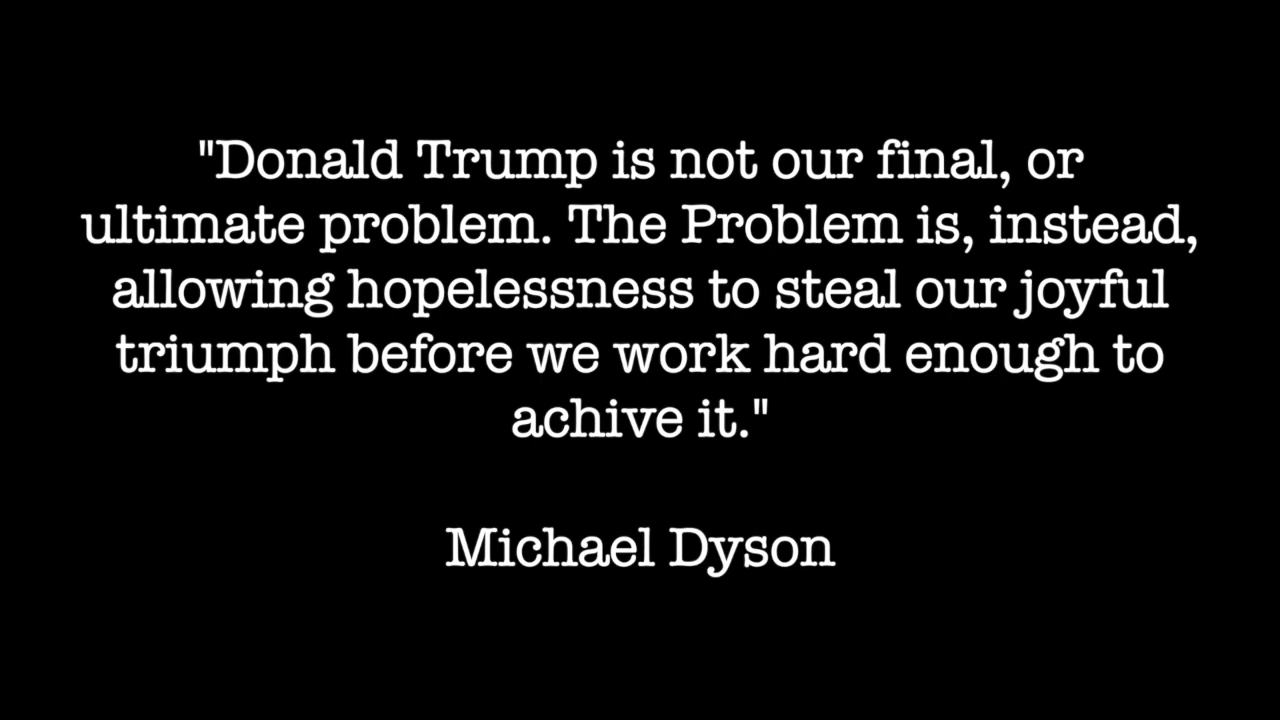 "Donald Trump is not our final, or
ultimate problem. The Problem is, instead,
allowing hopelessness to steal our joyful
triumph before we work hard enough to
achive it."
Michael Dyson